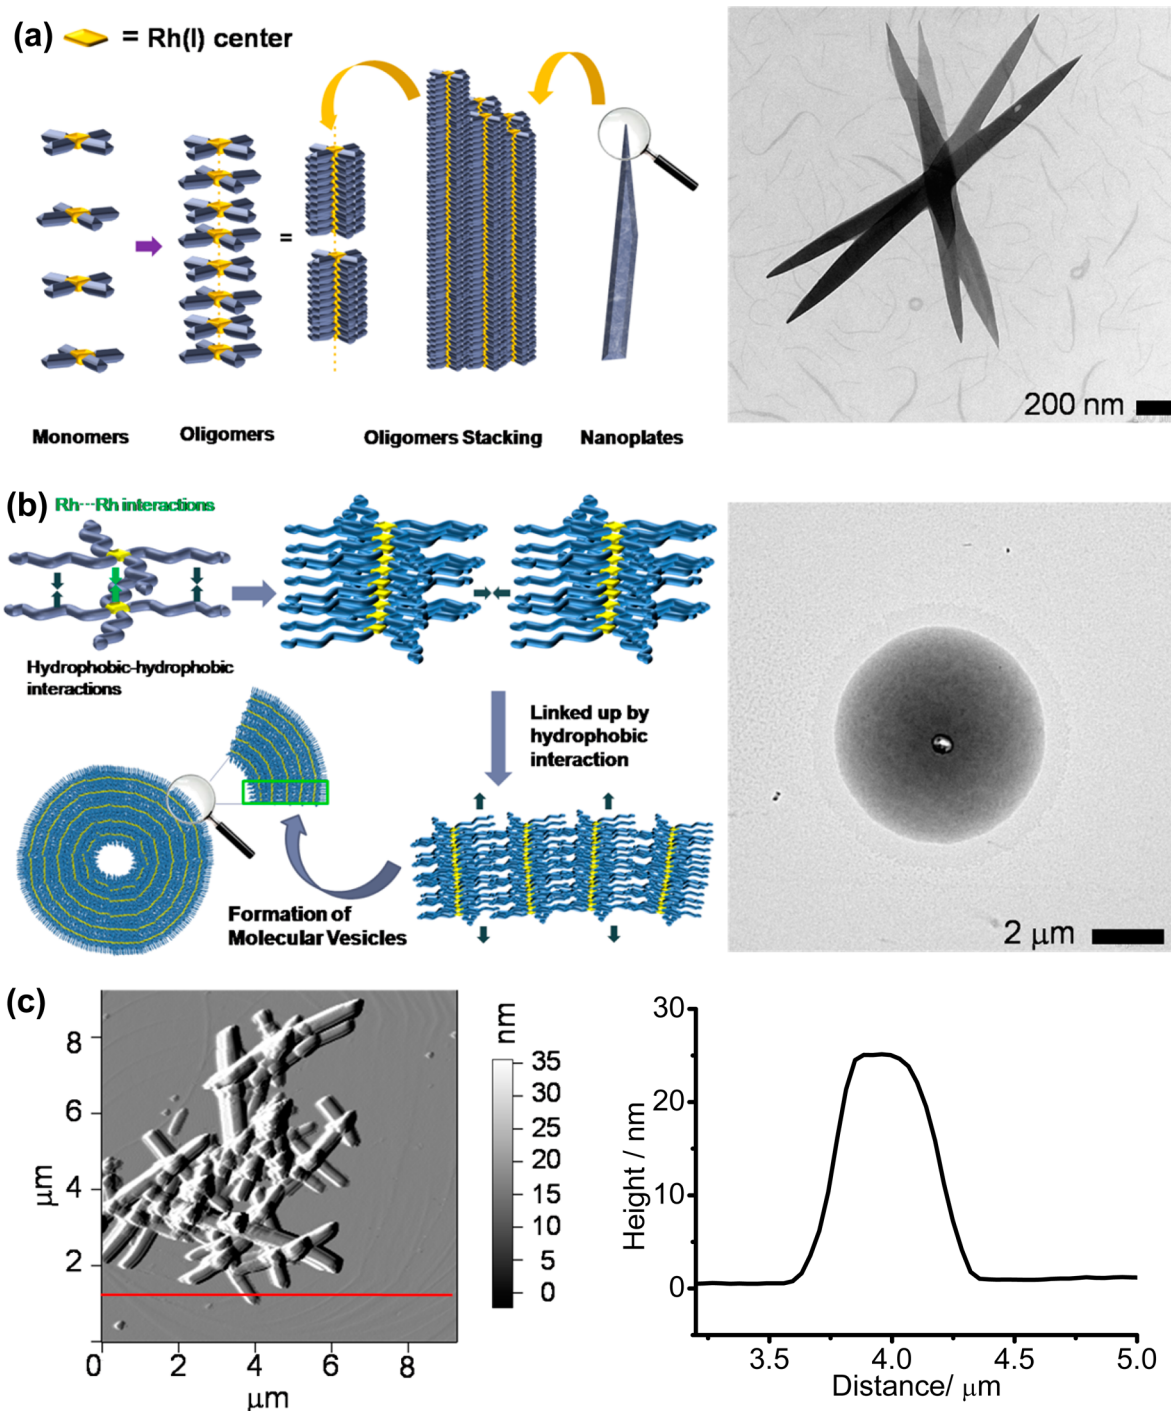 (a) = Rh(I) center
Monomers
Oligomers
=
Oligomers Stacking
Nanoplates
200 nm
(b)
Rh---Rh interactions
Hydrophobic-hydrophobic
interactions
Linked up by
hydrophobic
interaction
Formation of
Molecular Vesicles
2 μm
(c)
8
6
4
2
μm
0 2 4 6 8
μm
nm
35
30
25
20
15
10
5
0
30
20
10
0
Height / nm
3.5 4.0 4.5 5.0
Distance/ μm